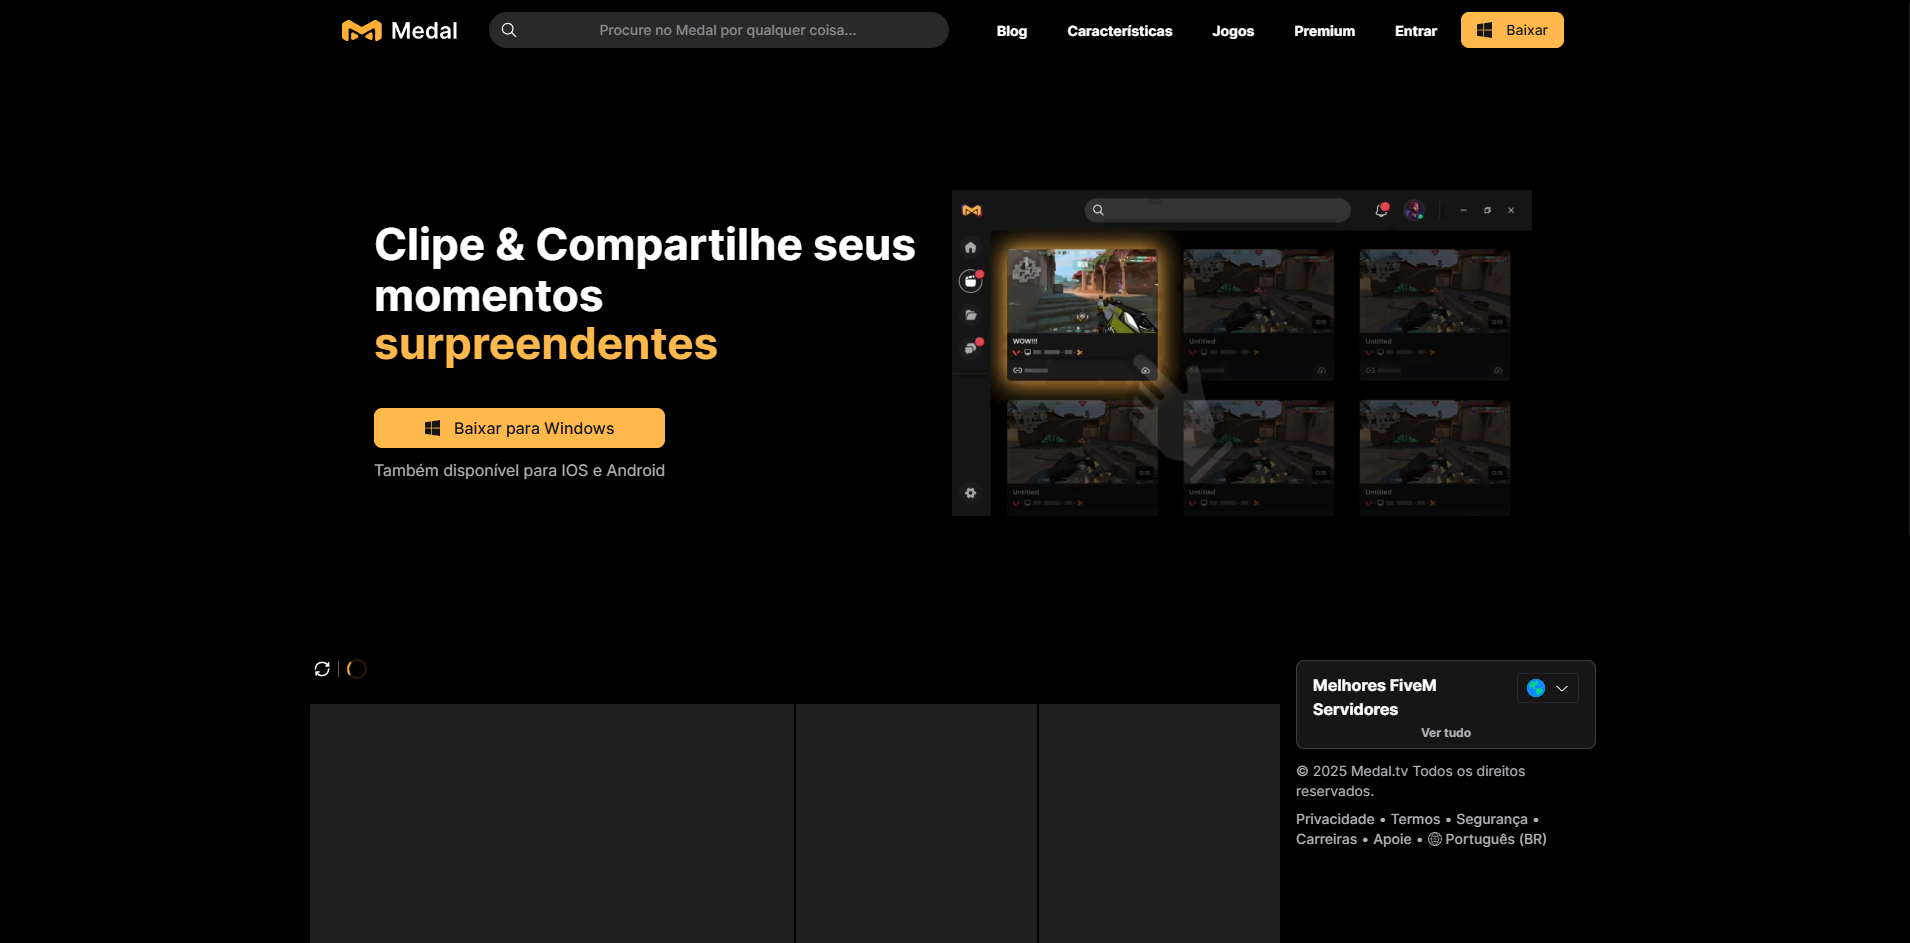 Medal
Procure no Medal por qualquer coisa...
Blog
Características
Jogos
Premium
Entrar
Baixar
Clipe & Compartilhe seus
momentos
surpreendentes
Baixar para Windows
Também disponível para IOS e Android
WOW!!!
Untitled
Untitled
Untitled
Untitled
Untitled
Melhores FiveM
Servidores
Ver tudo
© 2025 Medal.tv Todos os direitos
reservados.
Privacidade • Termos • Segurança •
Carreiras • Apoie • Português (BR)